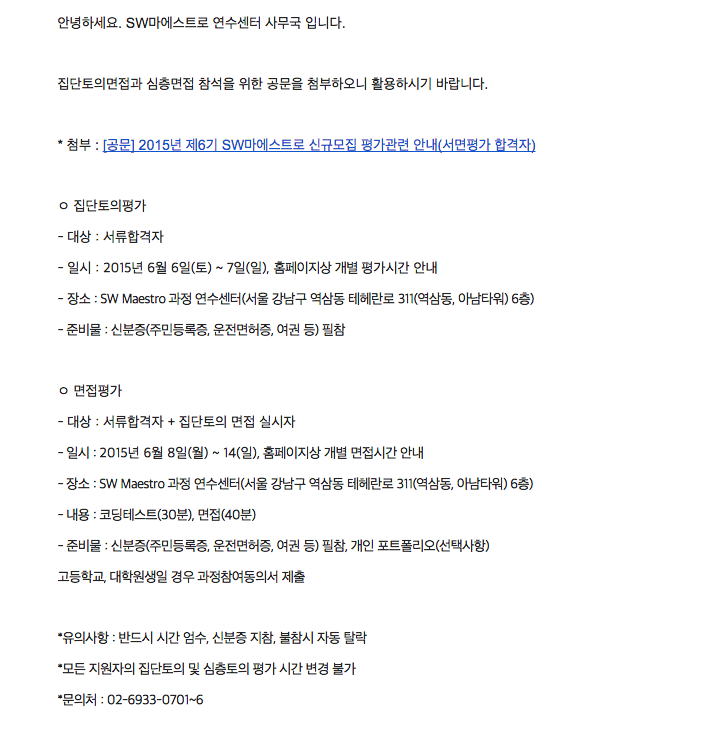 안녕하세요. SW마에스트로 연수센터 사무국 입니다.
집단토의면접과 심층면접 참석을 위한 공문을 첨부하오니 활용하시기 바랍니다.
* 첨부 : [공문] 2015년 제6기 SW마에스트로 신규모집 평가관련 안내(서면평가 합격자)
ㅇ 집단토의평가
- 대상 : 서류합격자
- 일시 : 2015년 6월 6일(토) ~ 7일(일), 홈페이지상 개별 평가시간 안내
- 장소 : SW Maestro 과정 연수센터(서울 강남구 역삼동 테헤란로 311(역삼동, 아남타워) 6층)
- 준비물 : 신분증(주민등록증, 운전면허증, 여권 등) 필참
ㅇ 면접평가
- 대상 : 서류합격자 + 집단토의 면접 실시자
- 일시 : 2015년 6월 8일(월) ~ 14(일), 홈페이지상 개별 면접시간 안내
- 장소 : SW Maestro 과정 연수센터(서울 강남구 역삼동 테헤란로 311(역삼동, 아남타워) 6층)
- 내용 : 코딩테스트(30분), 면접(40분)
- 준비물 : 신분증(주민등록증, 운전면허증, 여권 등) 필참, 개인 포트폴리오(선택사항)
고등학교, 대학원생일 경우 과정참여동의서 제출
*유의사항 : 반드시 시간 엄수, 신분증 지참, 불참시 자동 탈락
*모든 지원자의 집단토의 및 심층토의 평가 시간 변경 불가
*문의처 : 02-6933-0701~6